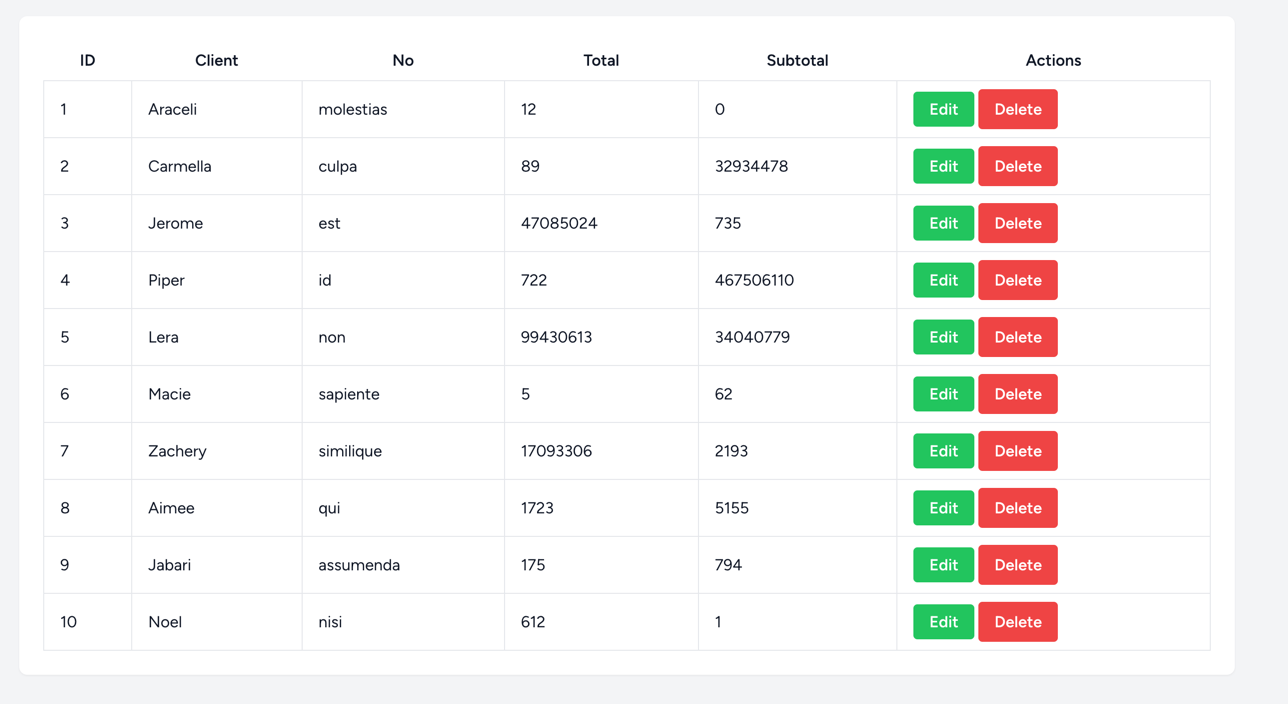 ID Client No Total Subtotal Actions
1 Araceli molestias 12 0 Edit Delete
2 Carmella culpa 89 32934478 Edit Delete
3 Jerome est 47085024 735 Edit Delete
4 Piper id 722 467506110 Edit Delete
5 Lera non 99430613 34040779 Edit Delete
6 Macie sapiente 5 62 Edit Delete
7 Zachery similique 17093306 2193 Edit Delete
8 Aimee qui 1723 5155 Edit Delete
9 Jabari assumenda 175 794 Edit Delete
10 Noel nisi 612 1 Edit Delete